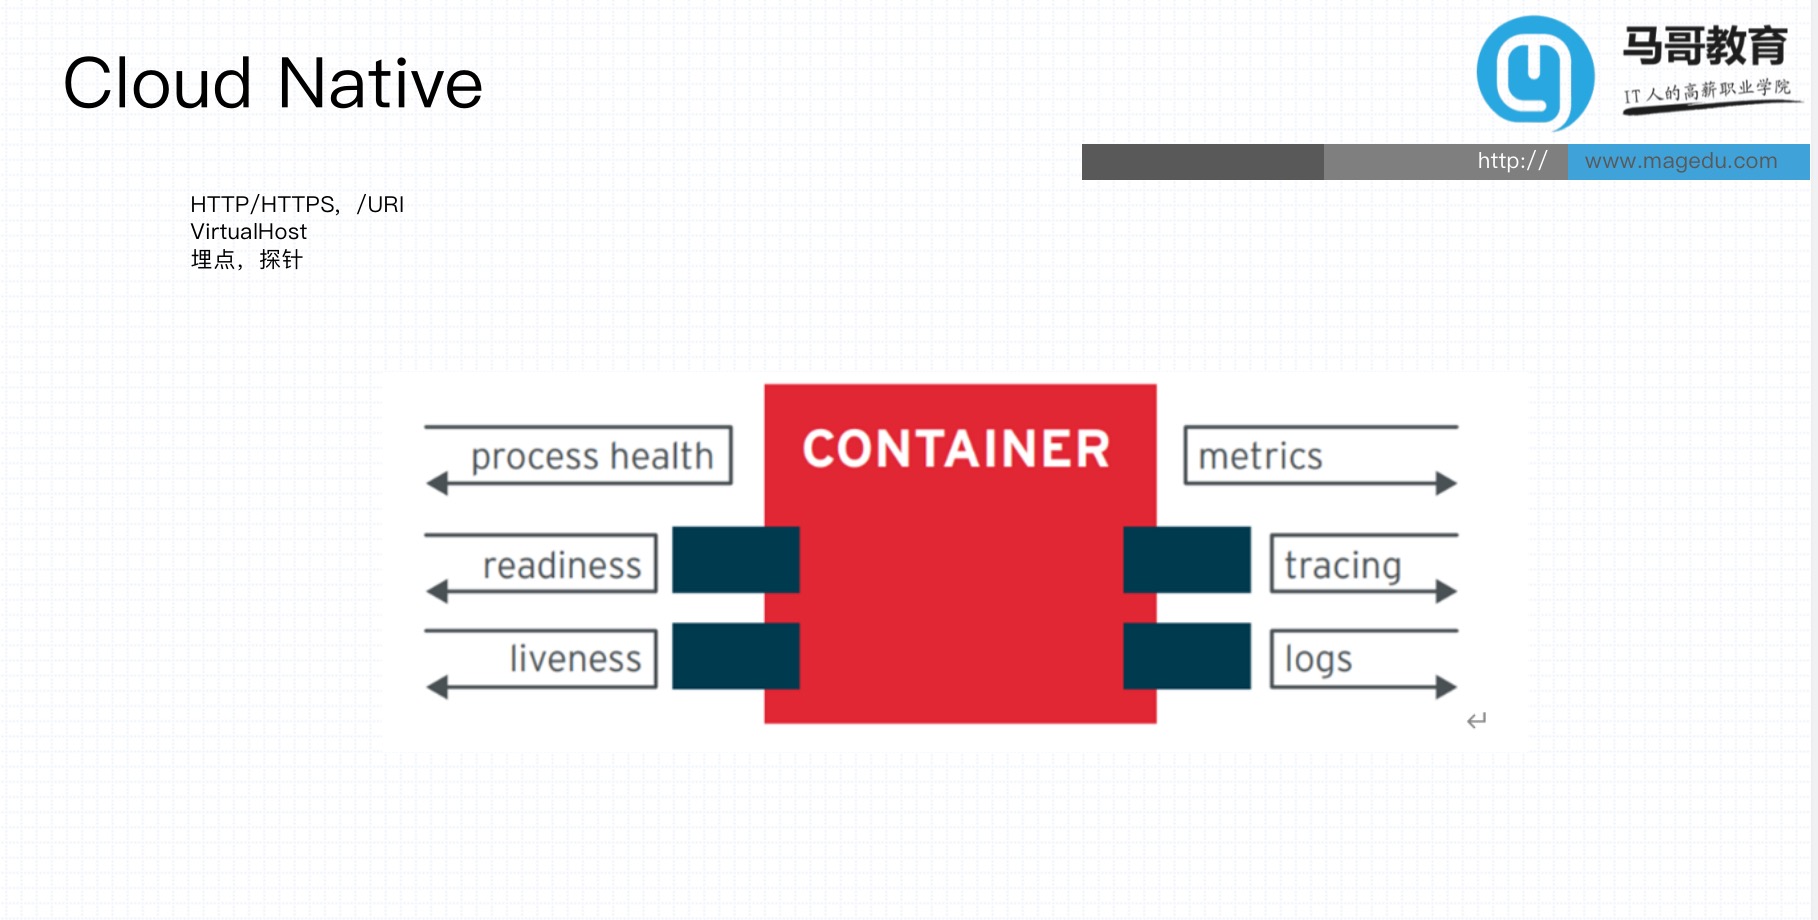 Cloud Native
马哥教育
IT人的高薪职业学院
http:// www.magedu.com
HTTP/HTTPS，/URI
VirtualHost
埋点，探针
CONTAINER
process health
metrics
readiness
tracing
liveness
logs